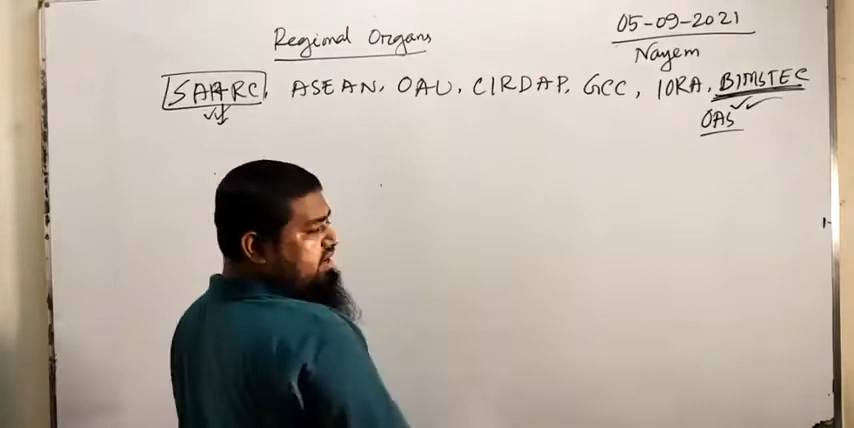 05-09-2021
Regional Organs
Nayem
SAARC, ASEAN, OAU, CIRDAP, GCC, IORA, BIMSTEC
OAS